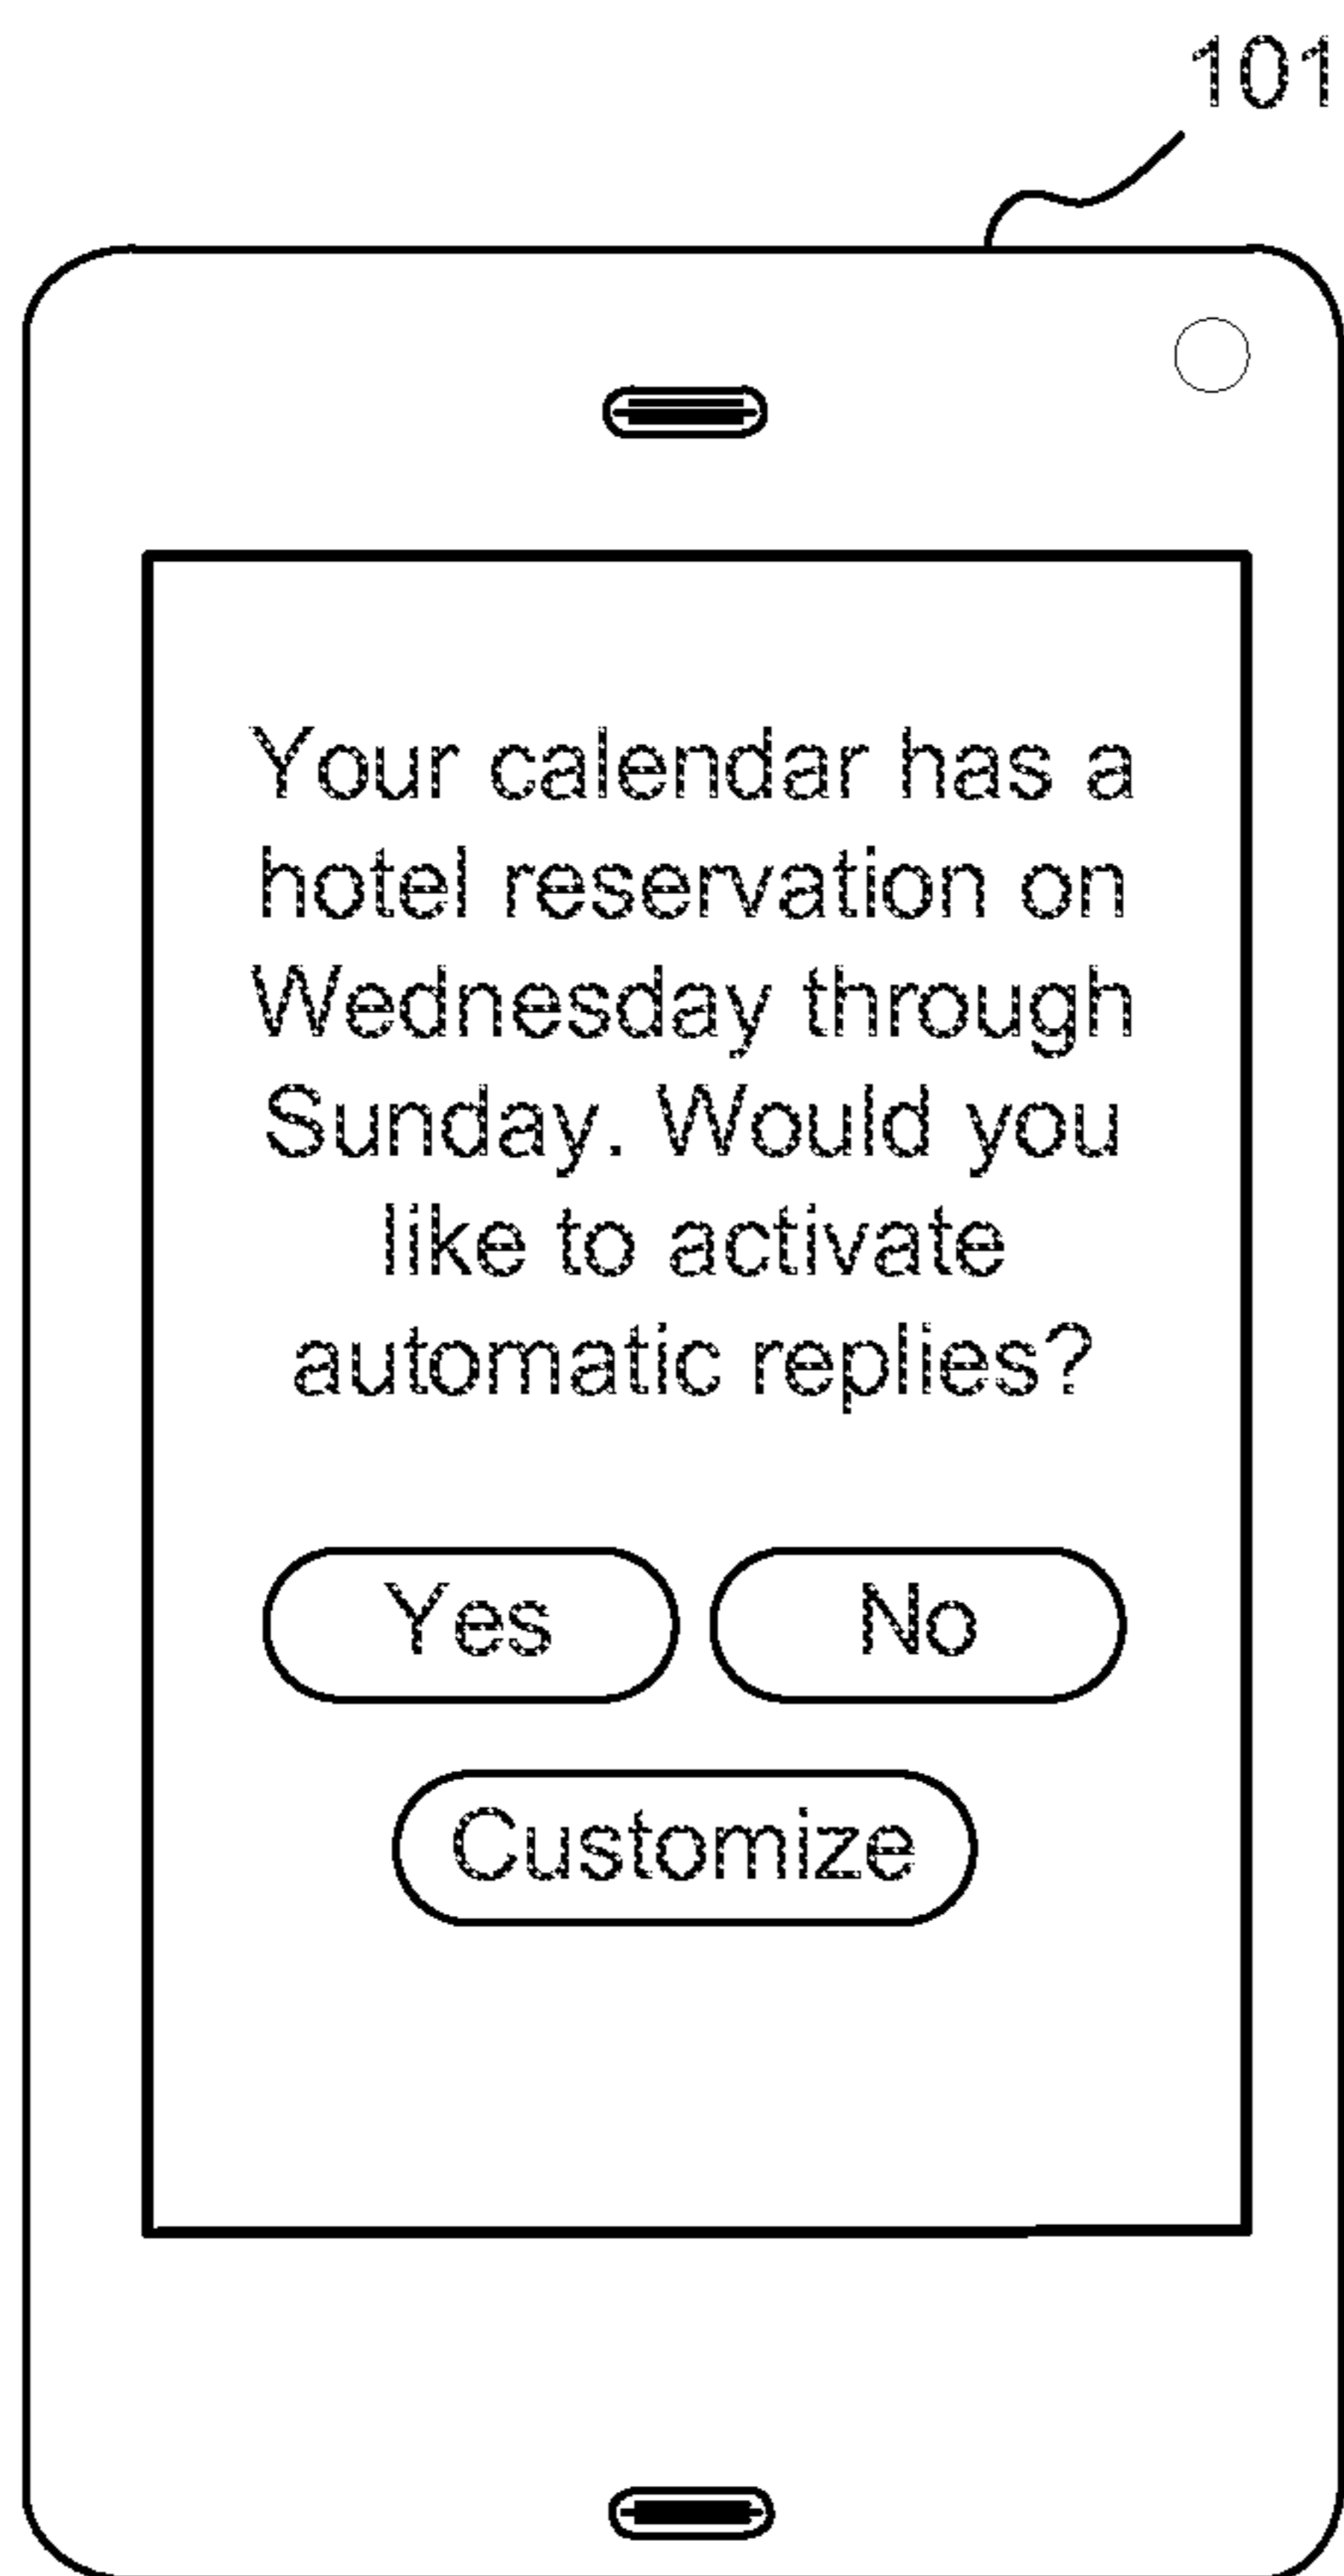 101
Your calendar has a
hotel reservation on
Wednesday through
Sunday. Would you
like to activate
automatic replies?
Yes No
Customize